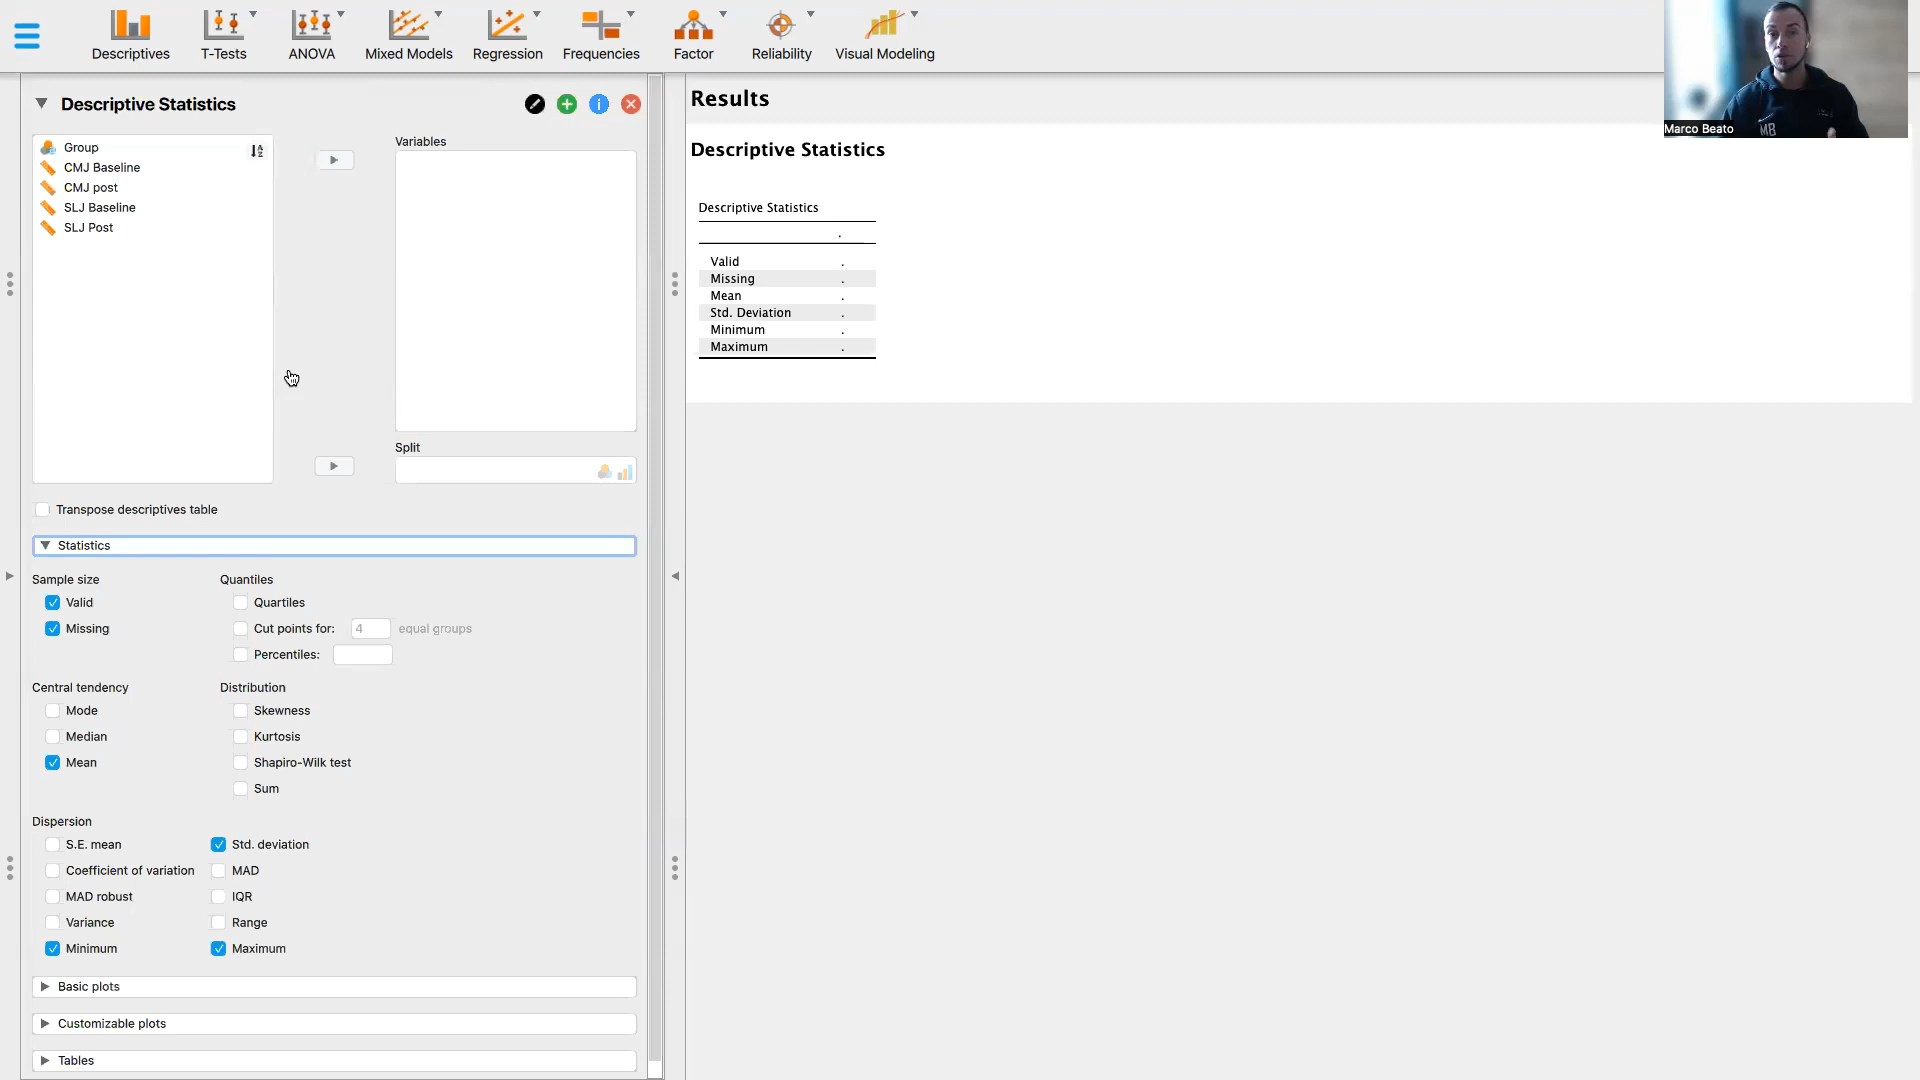 Descriptives
T-Tests
ANOVA
Mixed Models
Regression
Frequencies
Factor
Reliability
Visual Modeling
Marco Beato
MB
Descriptive Statistics
Group
CMJ Baseline
CMJ post
SLJ Baseline
SLJ Post
Variables
Split
Transpose descriptives table
Statistics
Sample size
Valid
Missing
Quantiles
Quartiles
Cut points for: 4 equal groups
Percentiles:
Central tendency
Mode
Median
Mean
Distribution
Skewness
Kurtosis
Shapiro-Wilk test
Sum
Dispersion
S.E. mean
Std. deviation
Coefficient of variation
MAD
MAD robust
IQR
Variance
Range
Minimum
Maximum
Basic plots
Customizable plots
Tables
Results
Descriptive Statistics
Descriptive Statistics
.
Valid .
Missing .
Mean .
Std. Deviation .
Minimum .
Maximum .